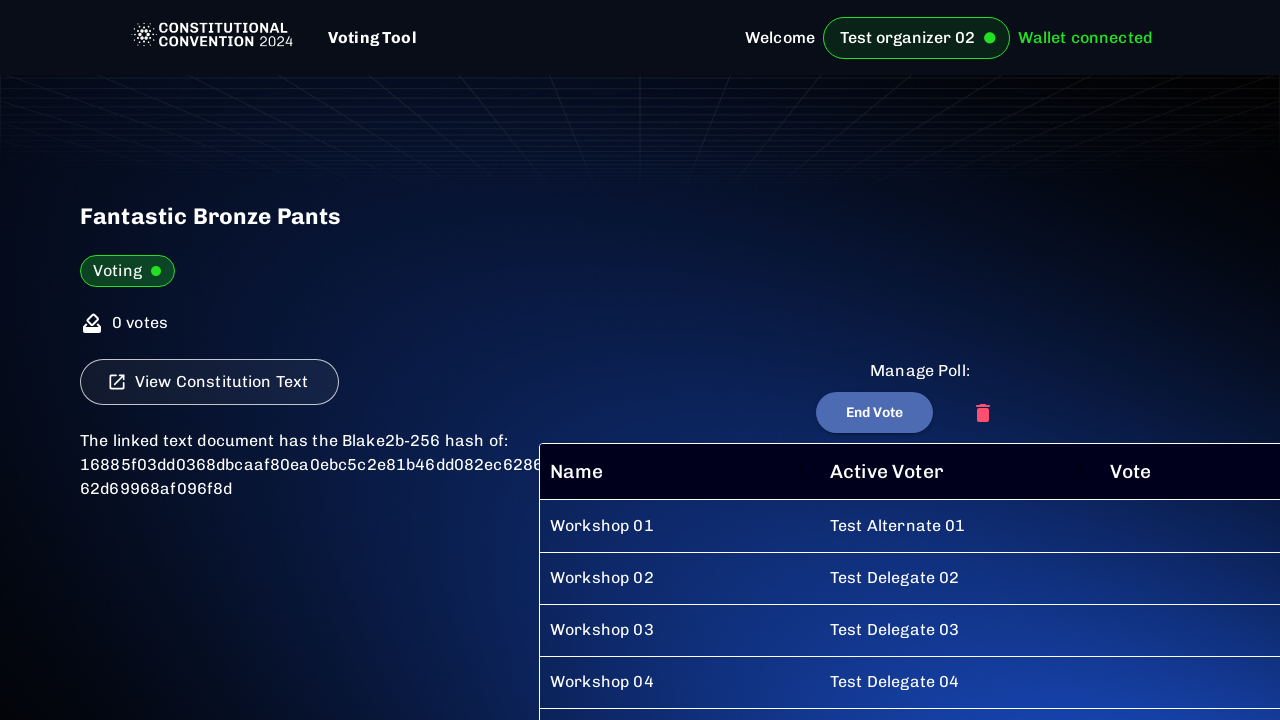 CONSTITUTIONAL
CONVENTION 2024
Voting Tool
Welcome
Test organizer 02
Wallet connected
Fantastic Bronze Pants
Voting
0 votes
View Constitution Text
Manage Poll:
End Vote
The linked text document has the Blake2b-256 hash of:
16885f03dd0368dbcaaf80ea0ebc5c2e81b46dd082ec6286
62d69968af096f8d
Name Active Voter Vote
Workshop 01 Test Alternate 01
Workshop 02 Test Delegate 02
Workshop 03 Test Delegate 03
Workshop 04 Test Delegate 04